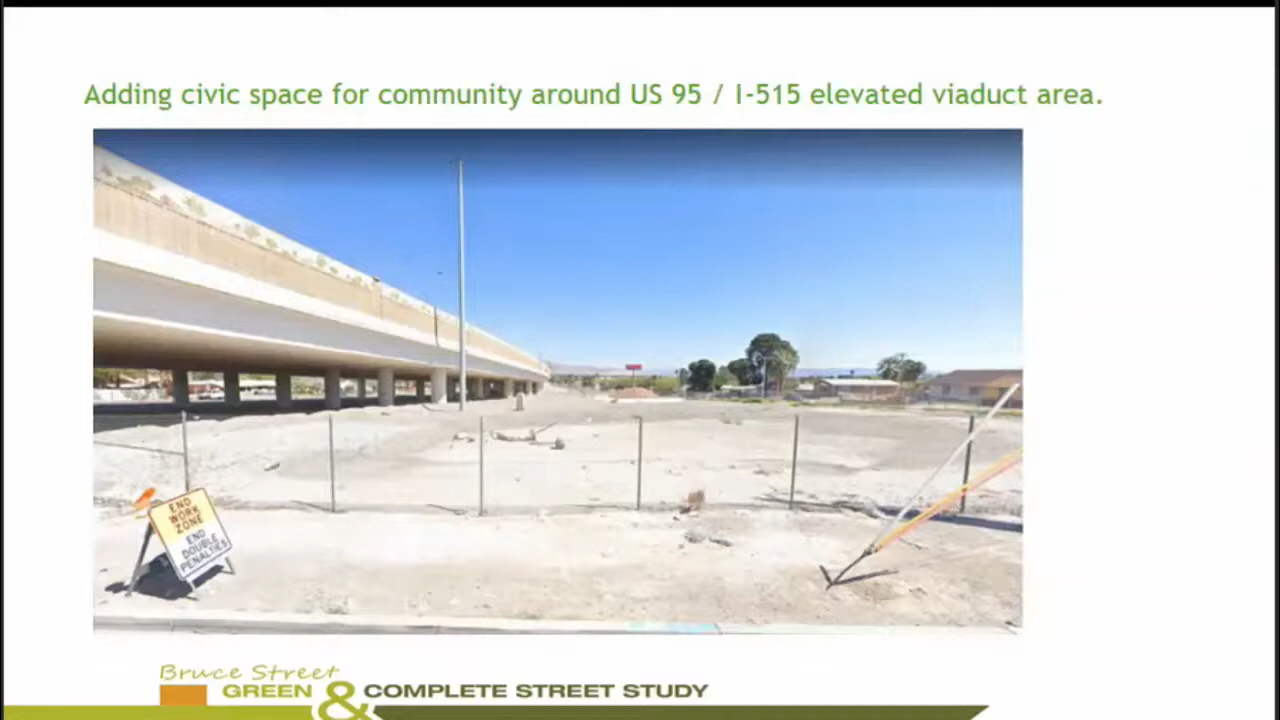 Adding civic space for community around US 95 / I-515 elevated viaduct area.
END
WORK
ZONE
END
DOUBLE
PENALTIES
Bruce Street
GREEN & COMPLETE STREET STUDY